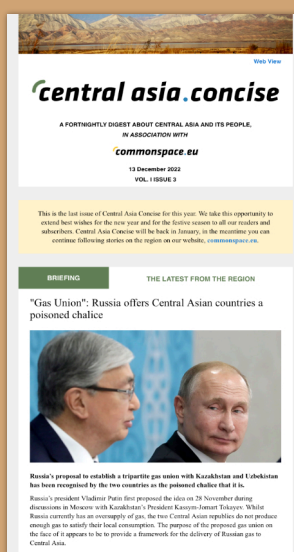 Web View
central asia.concise
A FORTNIGHTLY DIGEST ABOUT CENTRAL ASIA AND ITS PEOPLE,
IN ASSOCIATION WITH
commonspace.eu
13 December 2022
VOL. I ISSUE 3
This is the last issue of Central Asia Concise for this year. We take this opportunity to
extend best wishes for the new year and for the festive season to all our readers and
subscribers. Central Asia Concise will be back in January, in the meantime you can
continue following stories on the region on our website, commonspace.eu.
BRIEFING
THE LATEST FROM THE REGION
"Gas Union": Russia offers Central Asian countries a
poisoned chalice
Russia's proposal to establish a tripartite gas union with Kazakhstan and Uzbekistan
has been recognised by the two countries as the poisoned chalice that it is.
Russia's president Vladimir Putin first proposed the idea on 28 November during
discussions in Moscow with Kazakhstan's President Kassym-Jomart Tokayev. Whilst
Russia currently has an oversupply of gas, the two Central Asian republics do not produce
enough gas to satisfy their local consumption. The purpose of the proposed gas union on
the face of it appears to be to provide a framework for the delivery of Russian gas to
Central Asia.